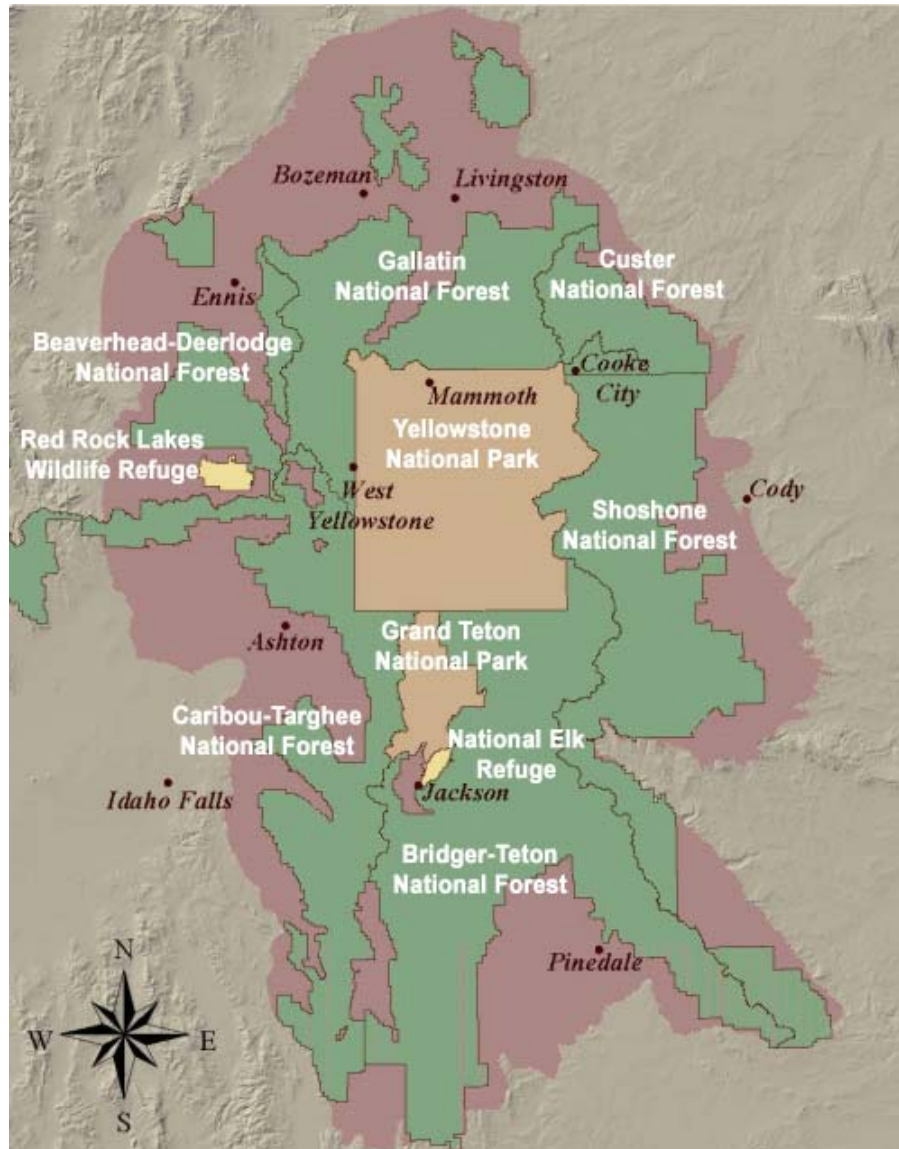 Bozeman
Livingston
Gallatin
National Forest
Custer
National Forest
Ennis
Beaverhead-Deerlodge
National Forest
Cooke
City
Mammoth
Yellowstone
National Park
Red Rock Lakes
Wildlife Refuge
West
Yellowstone
Cody
Shoshone
National Forest
Ashton
Grand Teton
National Park
Caribou-Targhee
National Forest
National Elk
Refuge
Idaho Falls
Jackson
Bridger-Teton
National Forest
Pinedale
N
W
E
S